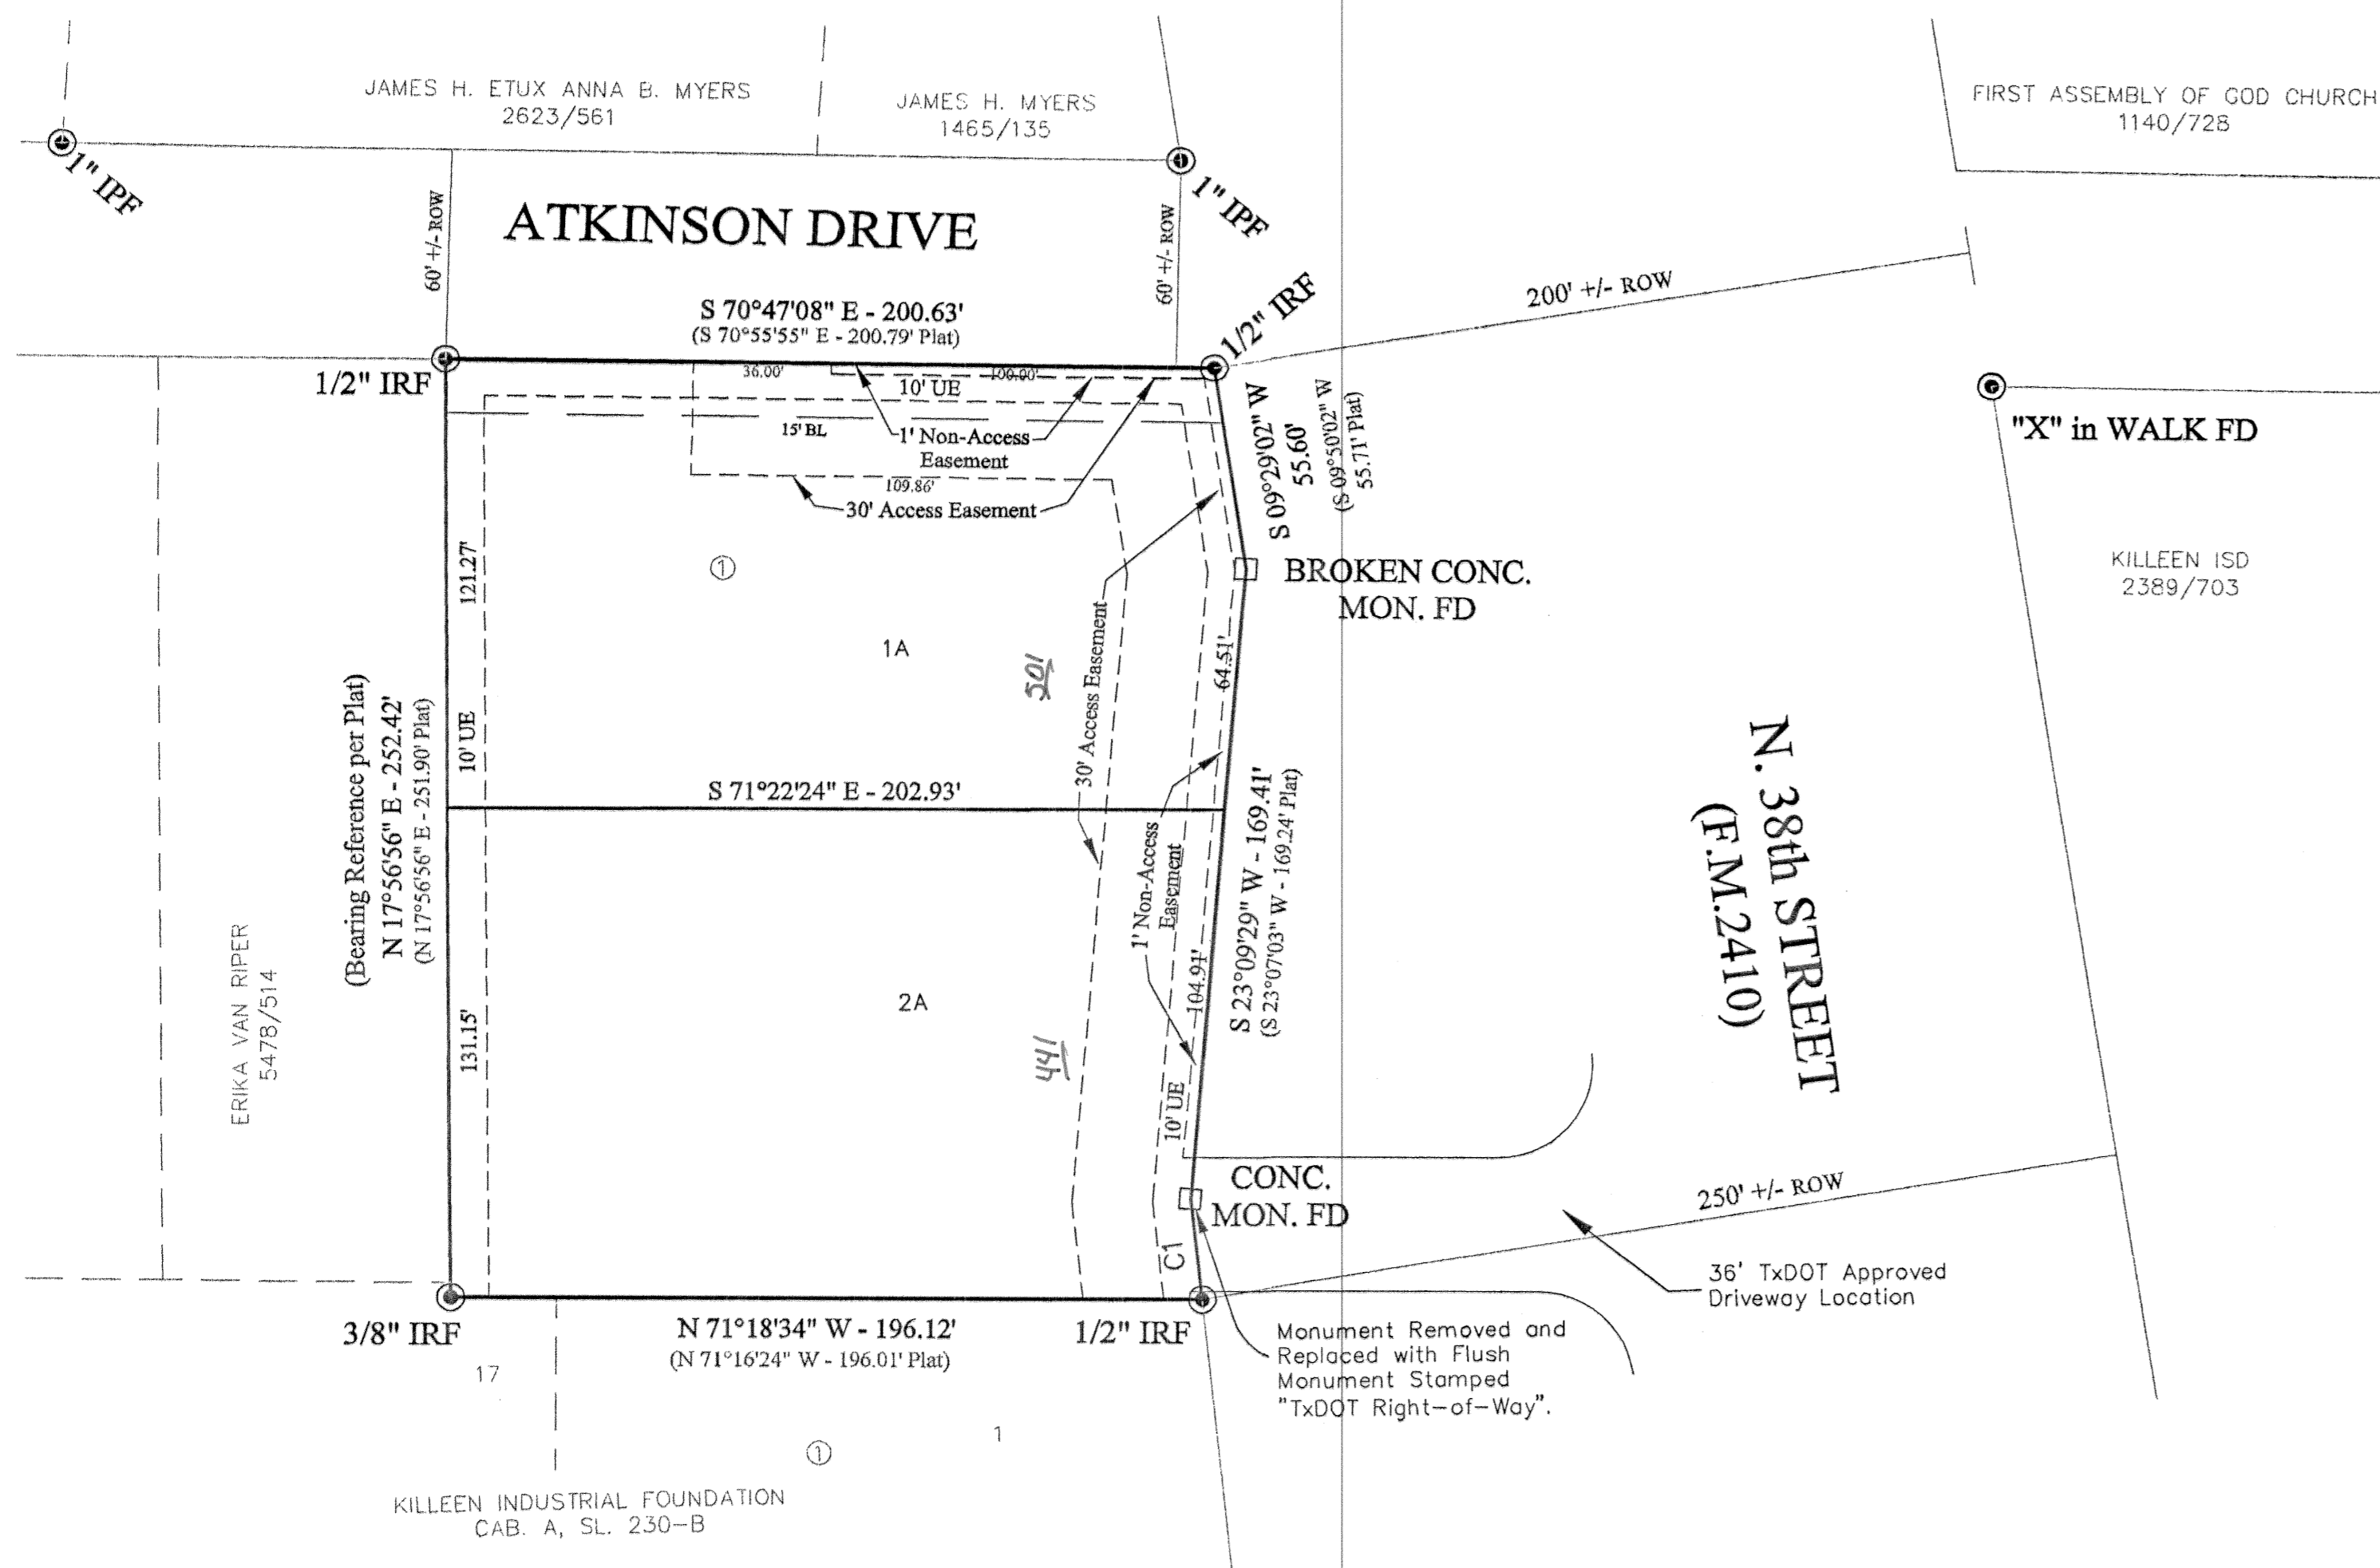 JAMES H. ETUX ANNA B. MYERS
2623/561
JAMES H. MYERS
1465/135
FIRST ASSEMBLY OF GOD CHURCH
1140/728
1" IPF
1" IPF
60' +/- ROW
ATKINSON DRIVE
60' +/- ROW
200' +/- ROW
S 70°47'08" E - 200.63'
(S 70°55'55" E - 200.79' Plat)
1/2" IRF
1/2" IRF
36.00'
100.00'
10' UE
15' BL
1' Non-Access
Easement
109.86'
30' Access Easement
S 09°29'02" W
55.60'
(S 09°50'02" W
55.71' Plat)
"X" in WALK FD
BROKEN CONC.
MON. FD
KILLEEN ISD
2389/703
121.27'
1
1A
501
30' Access Easement
64.51'
(Bearing Reference per Plat)
N 17°56'56" E - 252.42'
(N 17°56'56" E - 251.90' Plat)
10' UE
S 71°22'24" E - 202.93'
N. 38th STREET
(F.M.2410)
1' Non-Access
Easement
S 23°09'29" W - 169.41'
(S 23°07'03" W - 169.24' Plat)
ERIKA VAN RIPER
5478/514
131.15'
2A
441
104.91'
10' UE
CONC.
MON. FD
C1
250' +/- ROW
36' TxDOT Approved
Driveway Location
3/8" IRF
N 71°18'34" W - 196.12'
(N 71°16'24" W - 196.01' Plat)
1/2" IRF
Monument Removed and
Replaced with Flush
Monument Stamped
"TxDOT Right-of-Way".
17
1
1
KILLEEN INDUSTRIAL FOUNDATION
CAB. A, SL. 230-B